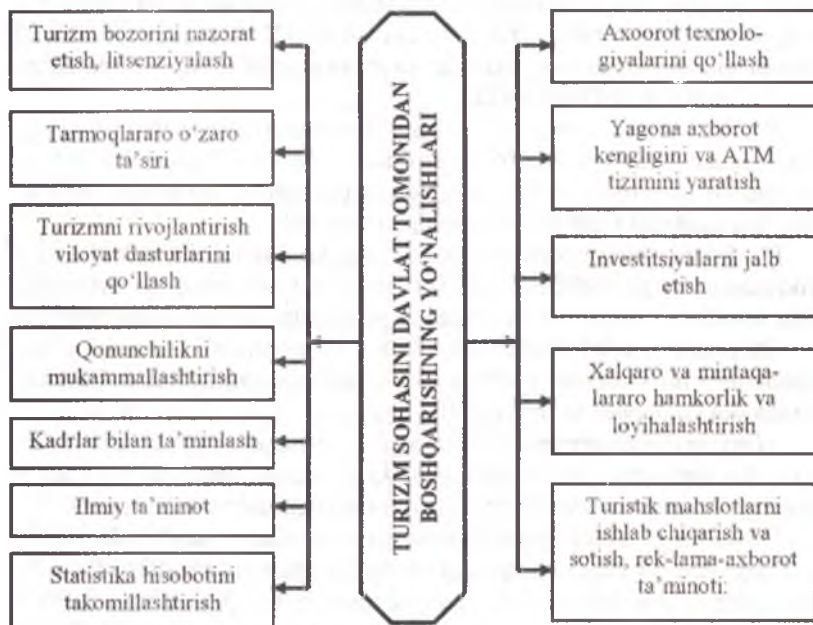 Turizm bozorini nazorat
etish, litsenziyalash
Tarmoqlararo o‘zaro
ta’siri
Turizmni rivojlantirish
viloyat dasturlarini
qo‘llash
Qonunchilikni
mukammallashtirish
Kadrlar bilan ta’minlash
Ilmiy ta’minot
Statistika hisobotini
takomillashtirish
TURIZM SOHASINI DAVLAT TOMONIDAN
BOSHQARISHNING YO‘NALISHLARI
Axoorot texnolo-
giyalarini qo‘llash
Yagona axborot
kengligini va ATM
tizimini yaratish
Investitsiyalarni jalb
etish
Xalqaro va mintaqa-
lararo hamkorlik va
loyihalashtirish
Turistik mahslotlarni
ishlab chiqarish va
sotish, rek-lama-axborot
ta’minoti: